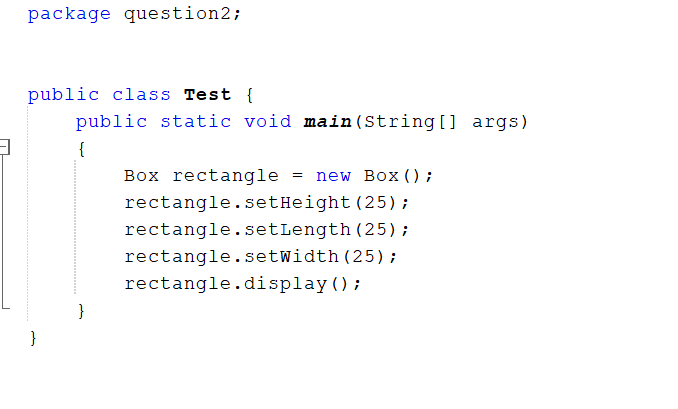 package question2;
public class Test {
public static void main(String[] args)
{
Box rectangle = new Box();
rectangle.setHeight(25);
rectangle.setLength(25);
rectangle.setWidth(25);
rectangle.display();
}
}